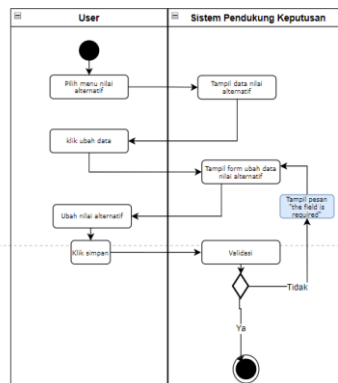 User
Sistem Pendukung Keputusan
Pilih menu nilai
alternatif
Tampil data nilai
alternatif
klik ubah data
Tampil form ubah data
nilai alternatif
Tampil pesan
"the field is
required"
Ubah nilai alternatif
Klik simpan
Validasi
Tidak
Ya